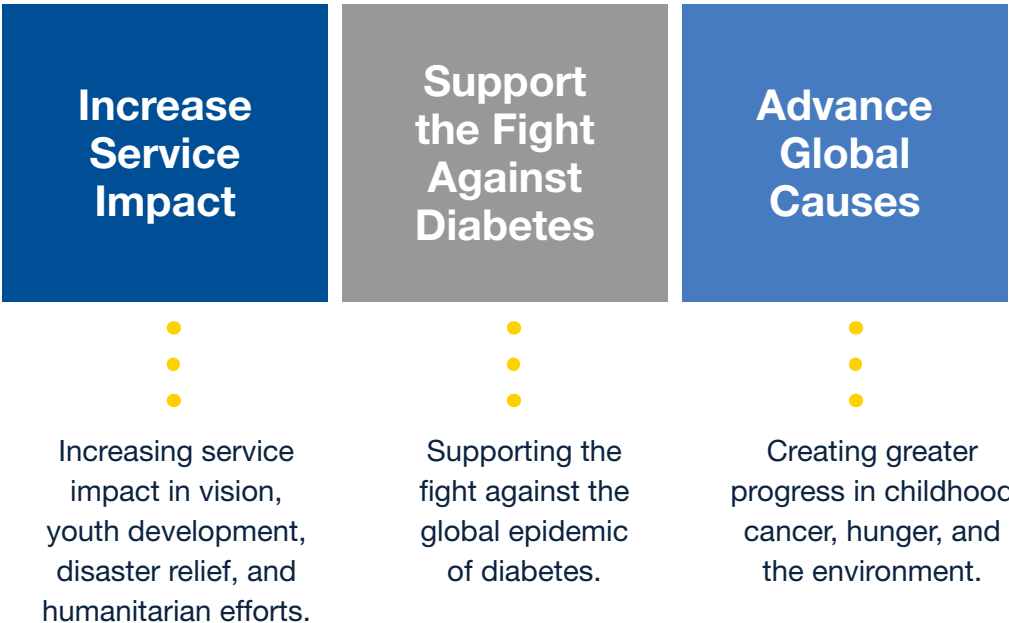 Increase
Service
Impact
Support
the Fight
Against
Diabetes
Advance
Global
Causes
Increasing service
impact in vision,
youth development,
disaster relief, and
humanitarian efforts.
Supporting the
fight against the
global epidemic
of diabetes.
Creating greater
progress in childhood
cancer, hunger, and
the environment.